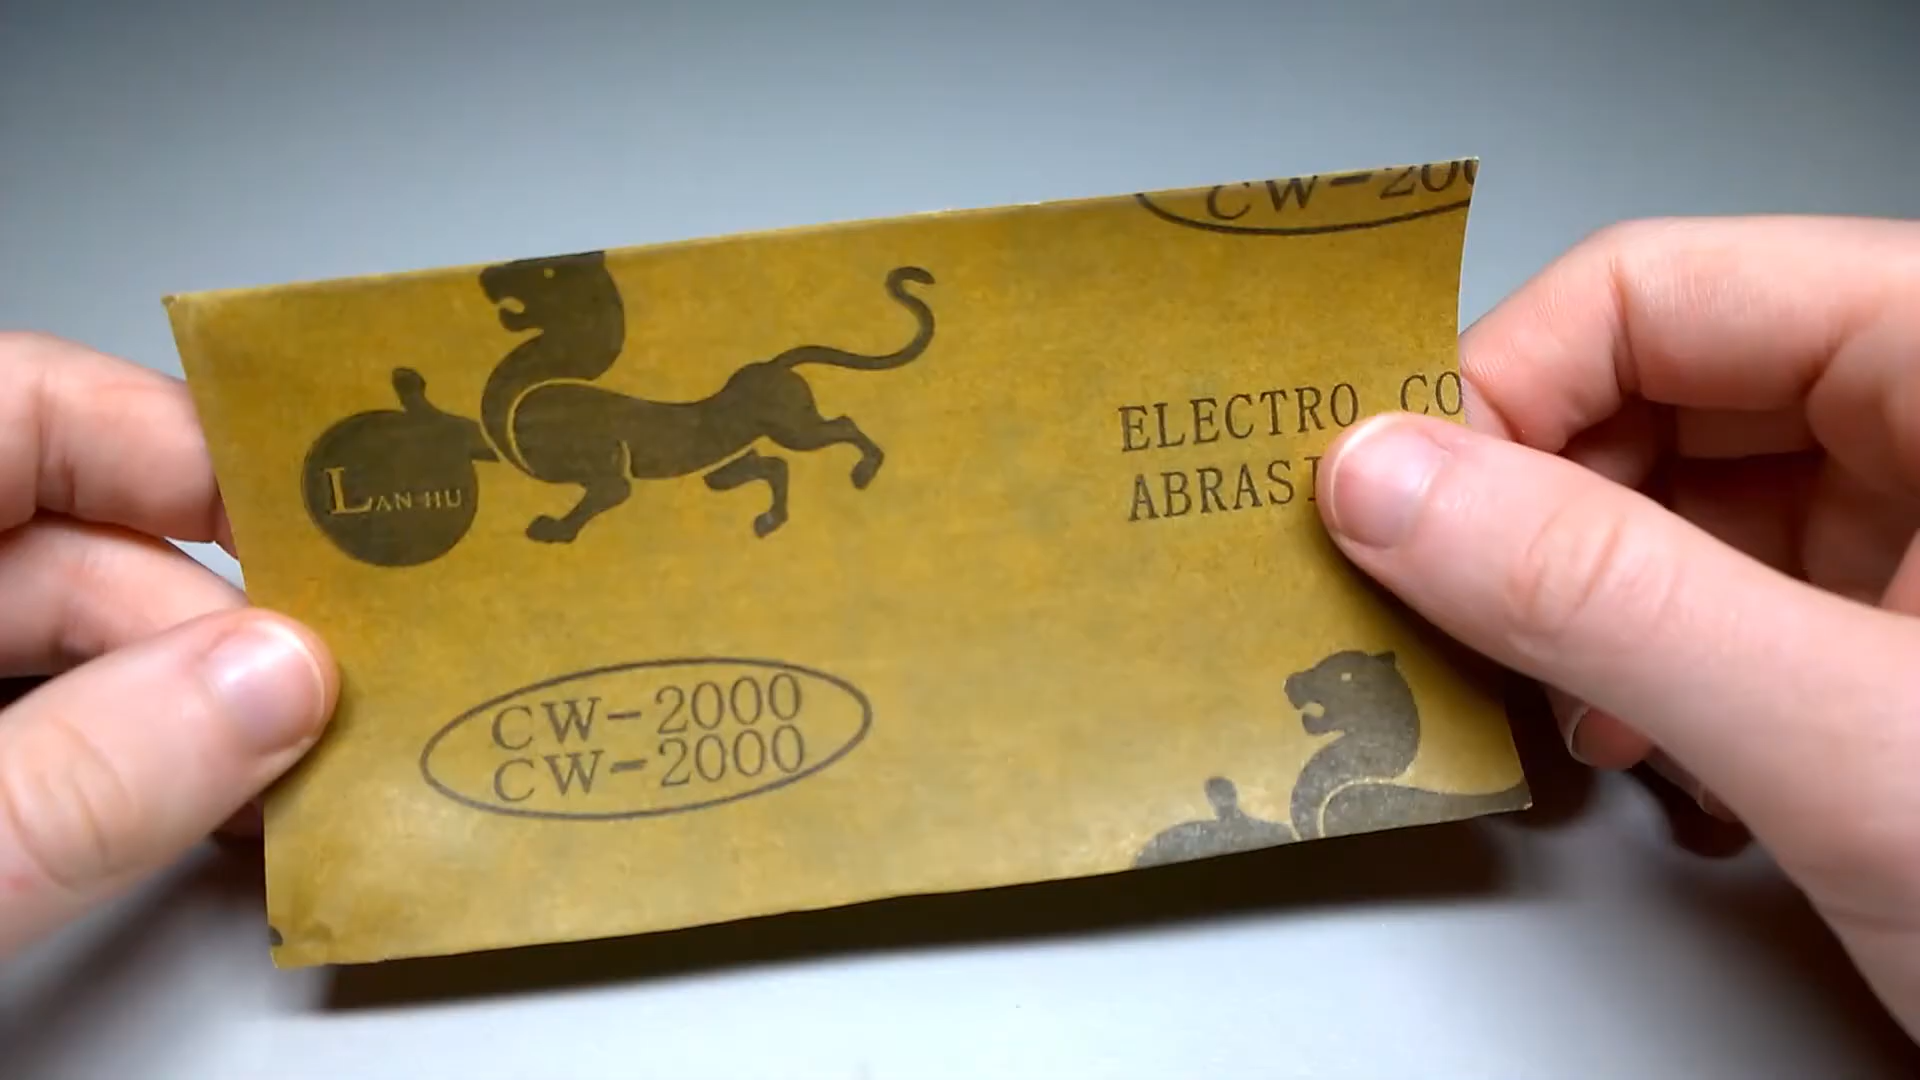 CW-200
LAN-HU
ELECTRO CO
ABRASI
CW-2000
CW-2000